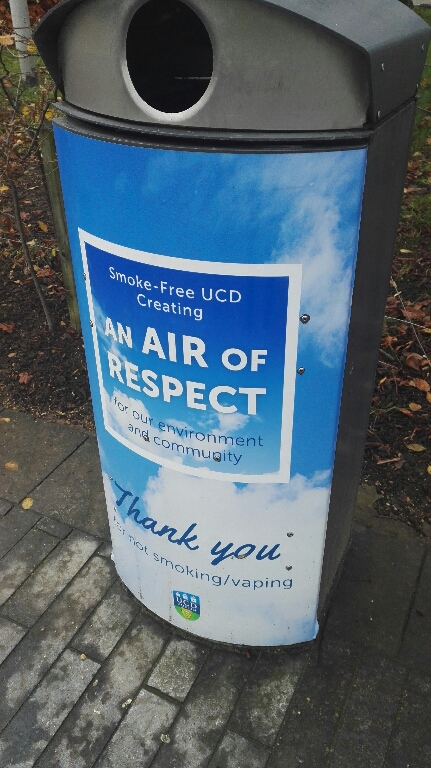 Smoke-Free UCD
Creating
AN AIR OF
RESPECT
for our environment
and community
Thank you
for not smoking/vaping
UCD